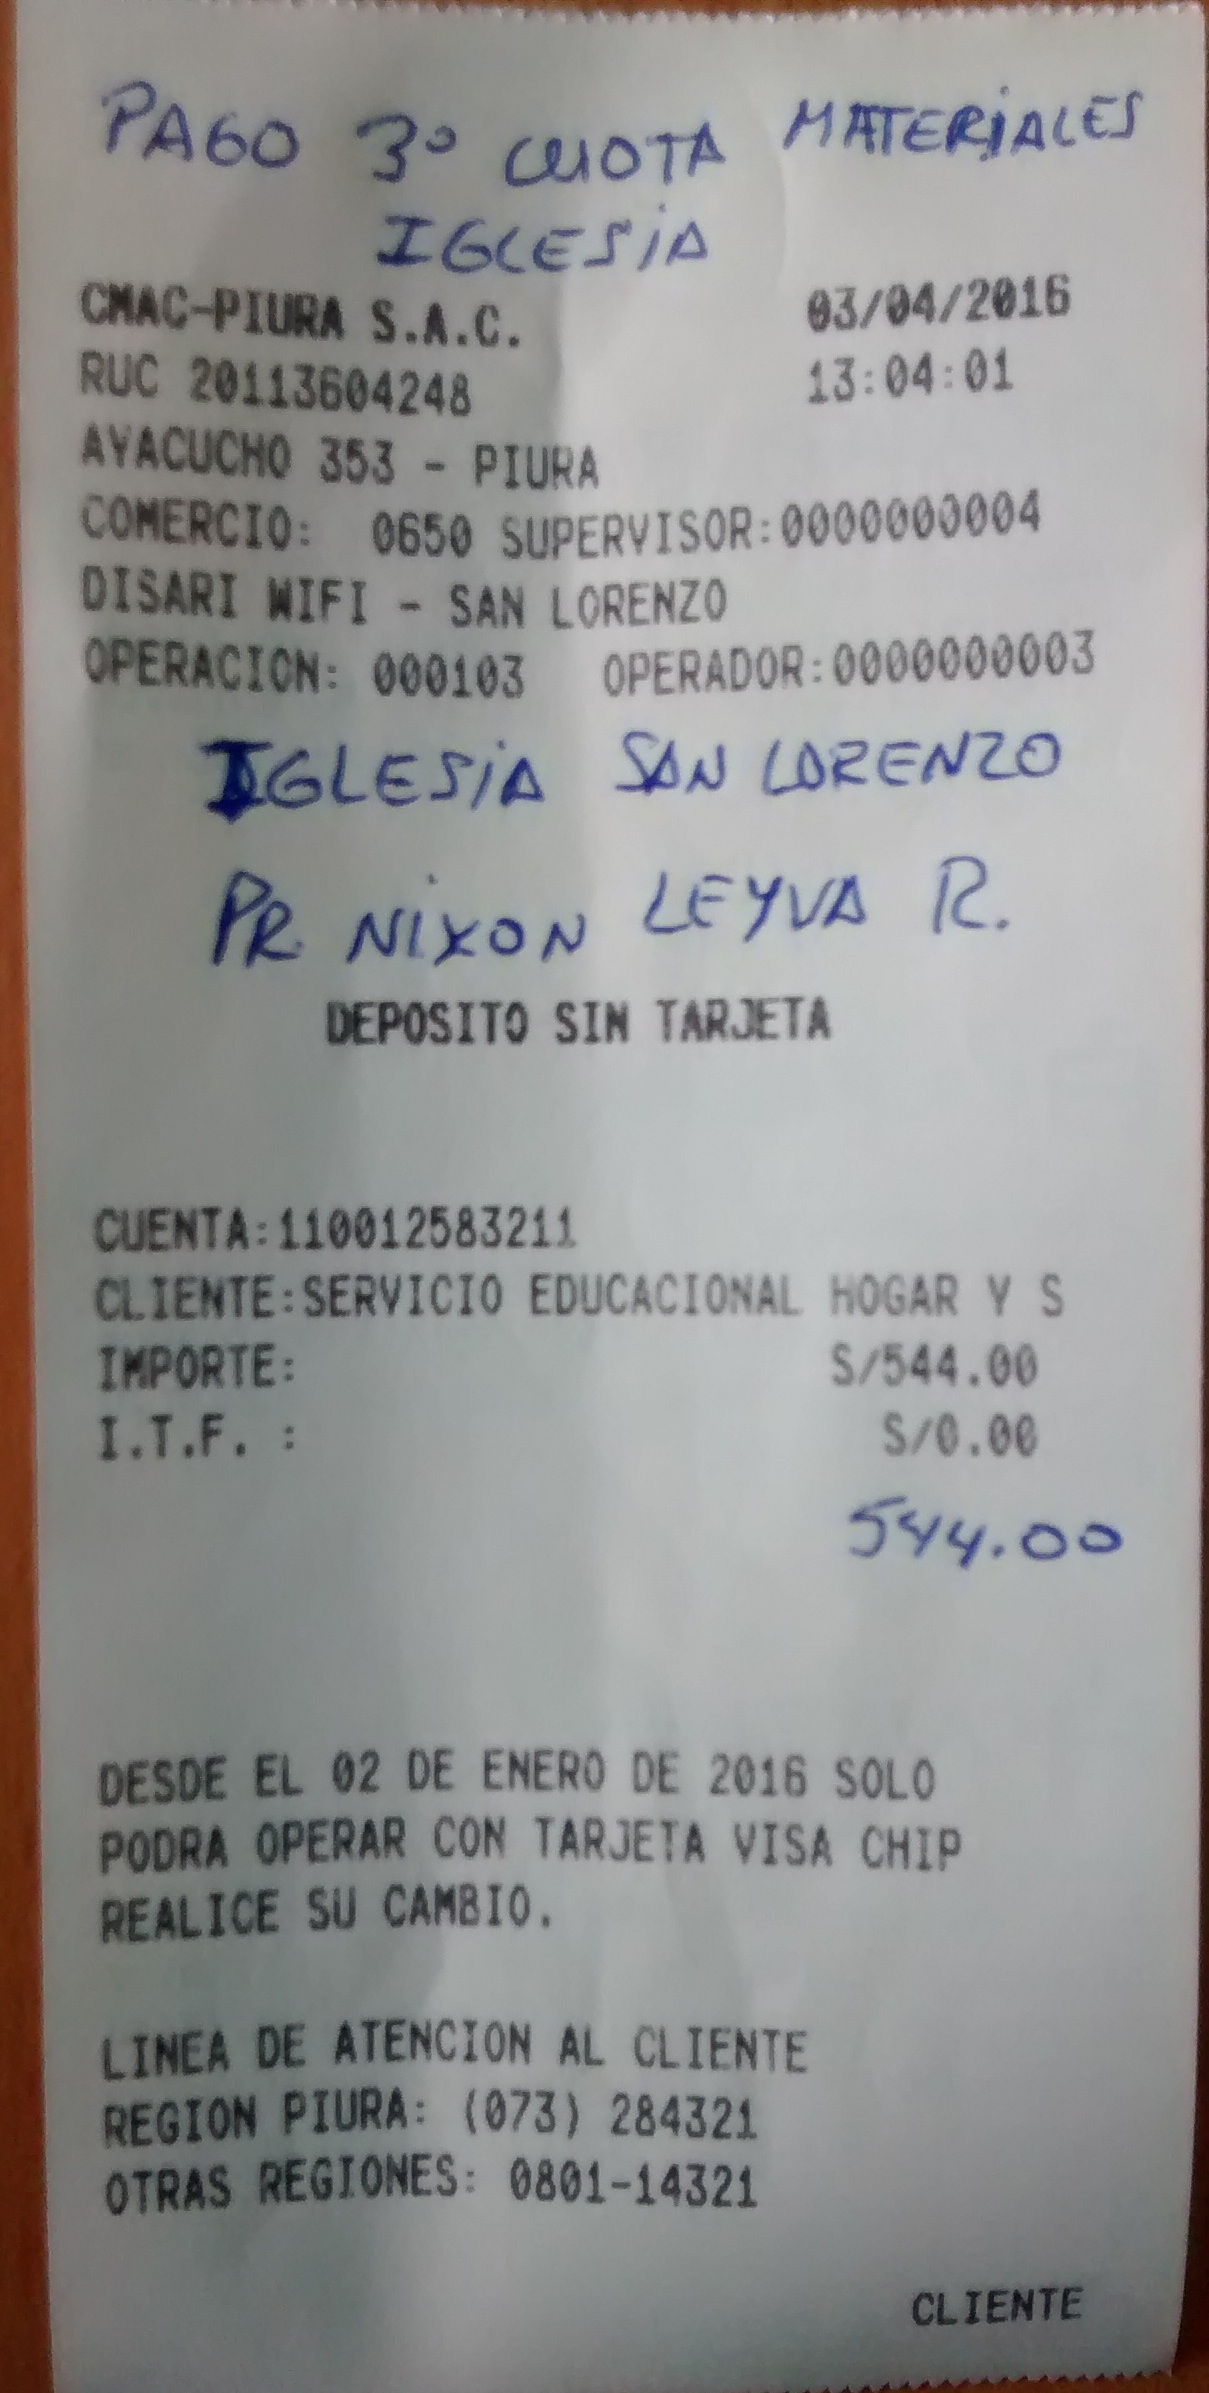 PAGO 3º CUOTA MATERIALES
IGLESIA
CMAC-PIURA S.A.C. 03/04/2016
RUC 20113604248 13:04:01
AYACUCHO 353 - PIURA
COMERCIO: 0650 SUPERVISOR:0000000004
DISARI WIFI - SAN LORENZO
OPERACION: 000103 OPERADOR:0000000003
IGLESIA SAN LORENZO
PR. NIXON LEYVA R.
DEPOSITO SIN TARJETA
CUENTA:110012583211
CLIENTE:SERVICIO EDUCACIONAL HOGAR Y S
IMPORTE: S/544.00
I.T.F. : S/0.00
544.00
DESDE EL 02 DE ENERO DE 2016 SOLO
PODRA OPERAR CON TARJETA VISA CHIP
REALICE SU CAMBIO.
LINEA DE ATENCION AL CLIENTE
REGION PIURA: (073) 284321
OTRAS REGIONES: 0801-14321
CLIENTE